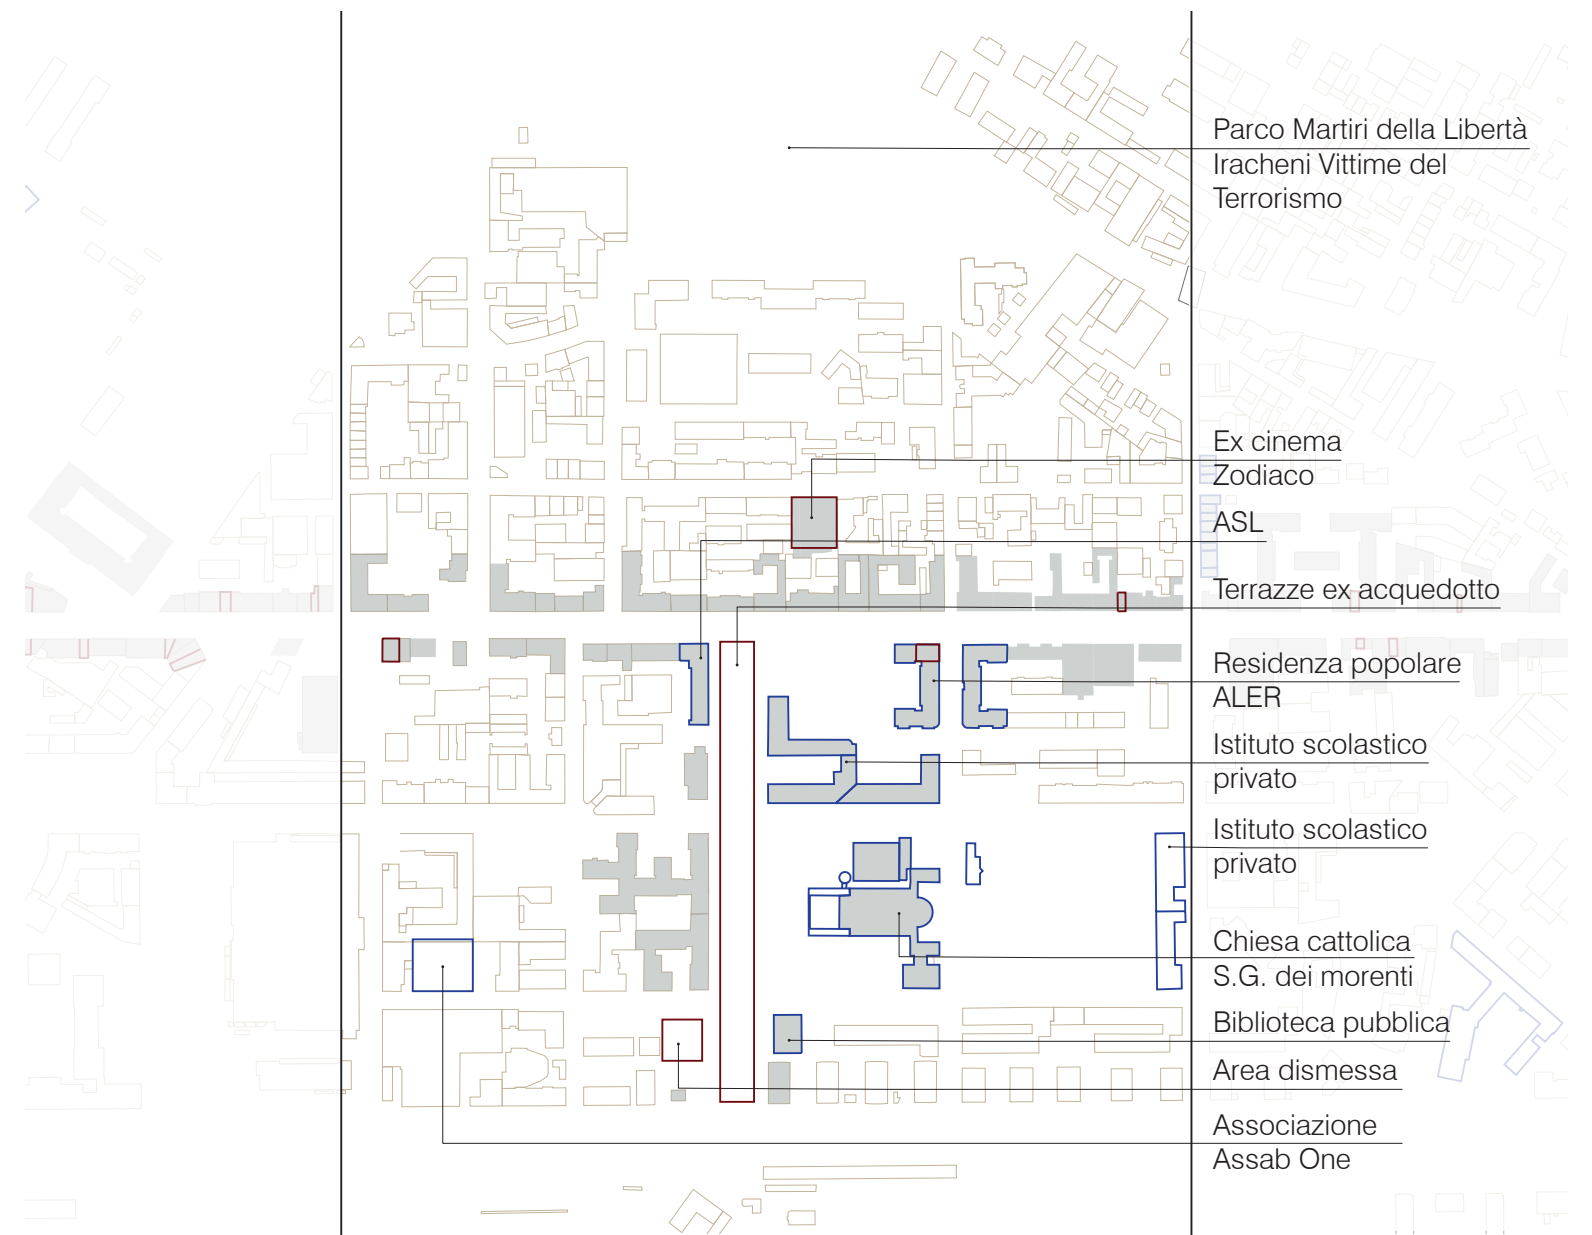 Parco Martiri della Libertà
Iracheni Vittime del
Terrorismo
Ex cinema
Zodiaco
ASL
Terrazze ex acquedotto
Residenza popolare
ALER
Istituto scolastico
privato
Istituto scolastico
privato
Chiesa cattolica
S.G. dei morenti
Biblioteca pubblica
Area dismessa
Associazione
Assab One